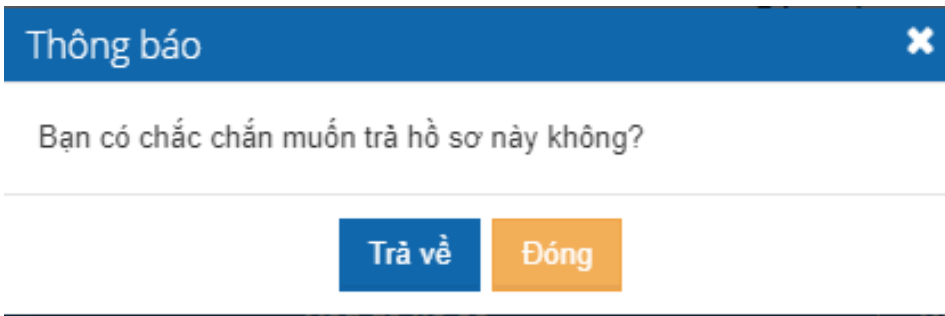 Thông báo
Bạn có chắc chắn muốn trả hồ sơ này không?
Trả về
Đóng